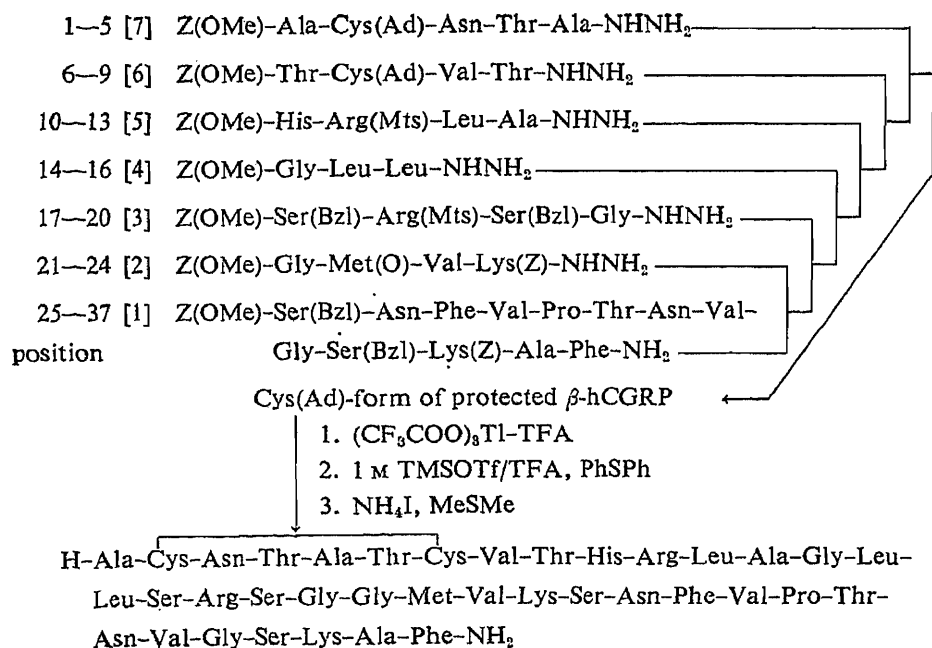 1—5 [7] Z(OMe)–Ala–Cys(Ad)–Asn–Thr–Ala–NHNH₂
6—9 [6] Z(OMe)–Thr–Cys(Ad)–Val–Thr–NHNH₂
10—13 [5] Z(OMe)–His–Arg(Mts)–Leu–Ala–NHNH₂
14—16 [4] Z(OMe)–Gly–Leu–Leu–NHNH₂
17—20 [3] Z(OMe)–Ser(Bzl)–Arg(Mts)–Ser(Bzl)–Gly–NHNH₂
21—24 [2] Z(OMe)–Gly–Met(O)–Val–Lys(Z)–NHNH₂
25—37 [1] Z(OMe)–Ser(Bzl)–Asn–Phe–Val–Pro–Thr–Asn–Val–
position Gly–Ser(Bzl)–Lys(Z)–Ala–Phe–NH₂
Cys(Ad)-form of protected β-hCGRP
1. (CF₃COO)₃Tl–TFA
2. 1 M TMSOTf/TFA, PhSPh
3. NH₄I, MeSMe
H–Ala–Cys–Asn–Thr–Ala–Thr–Cys–Val–Thr–His–Arg–Leu–Ala–Gly–Leu–
Leu–Ser–Arg–Ser–Gly–Gly–Met–Val–Lys–Ser–Asn–Phe–Val–Pro–Thr–
Asn–Val–Gly–Ser–Lys–Ala–Phe–NH₂